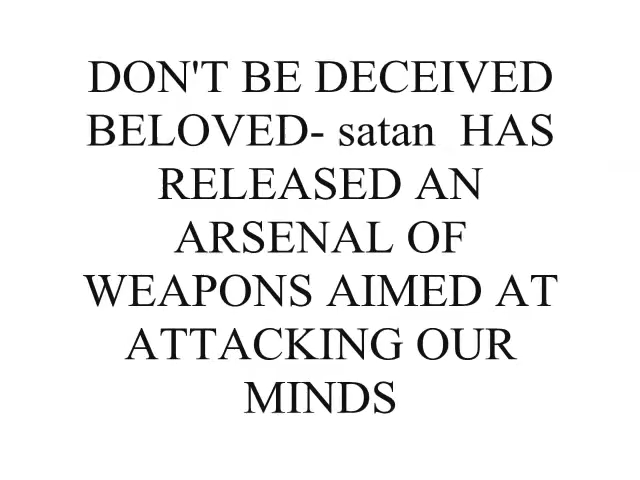 DON'T BE DECEIVED
BELOVED- satan  HAS
RELEASED AN
ARSENAL OF
WEAPONS AIMED AT
ATTACKING OUR
MINDS